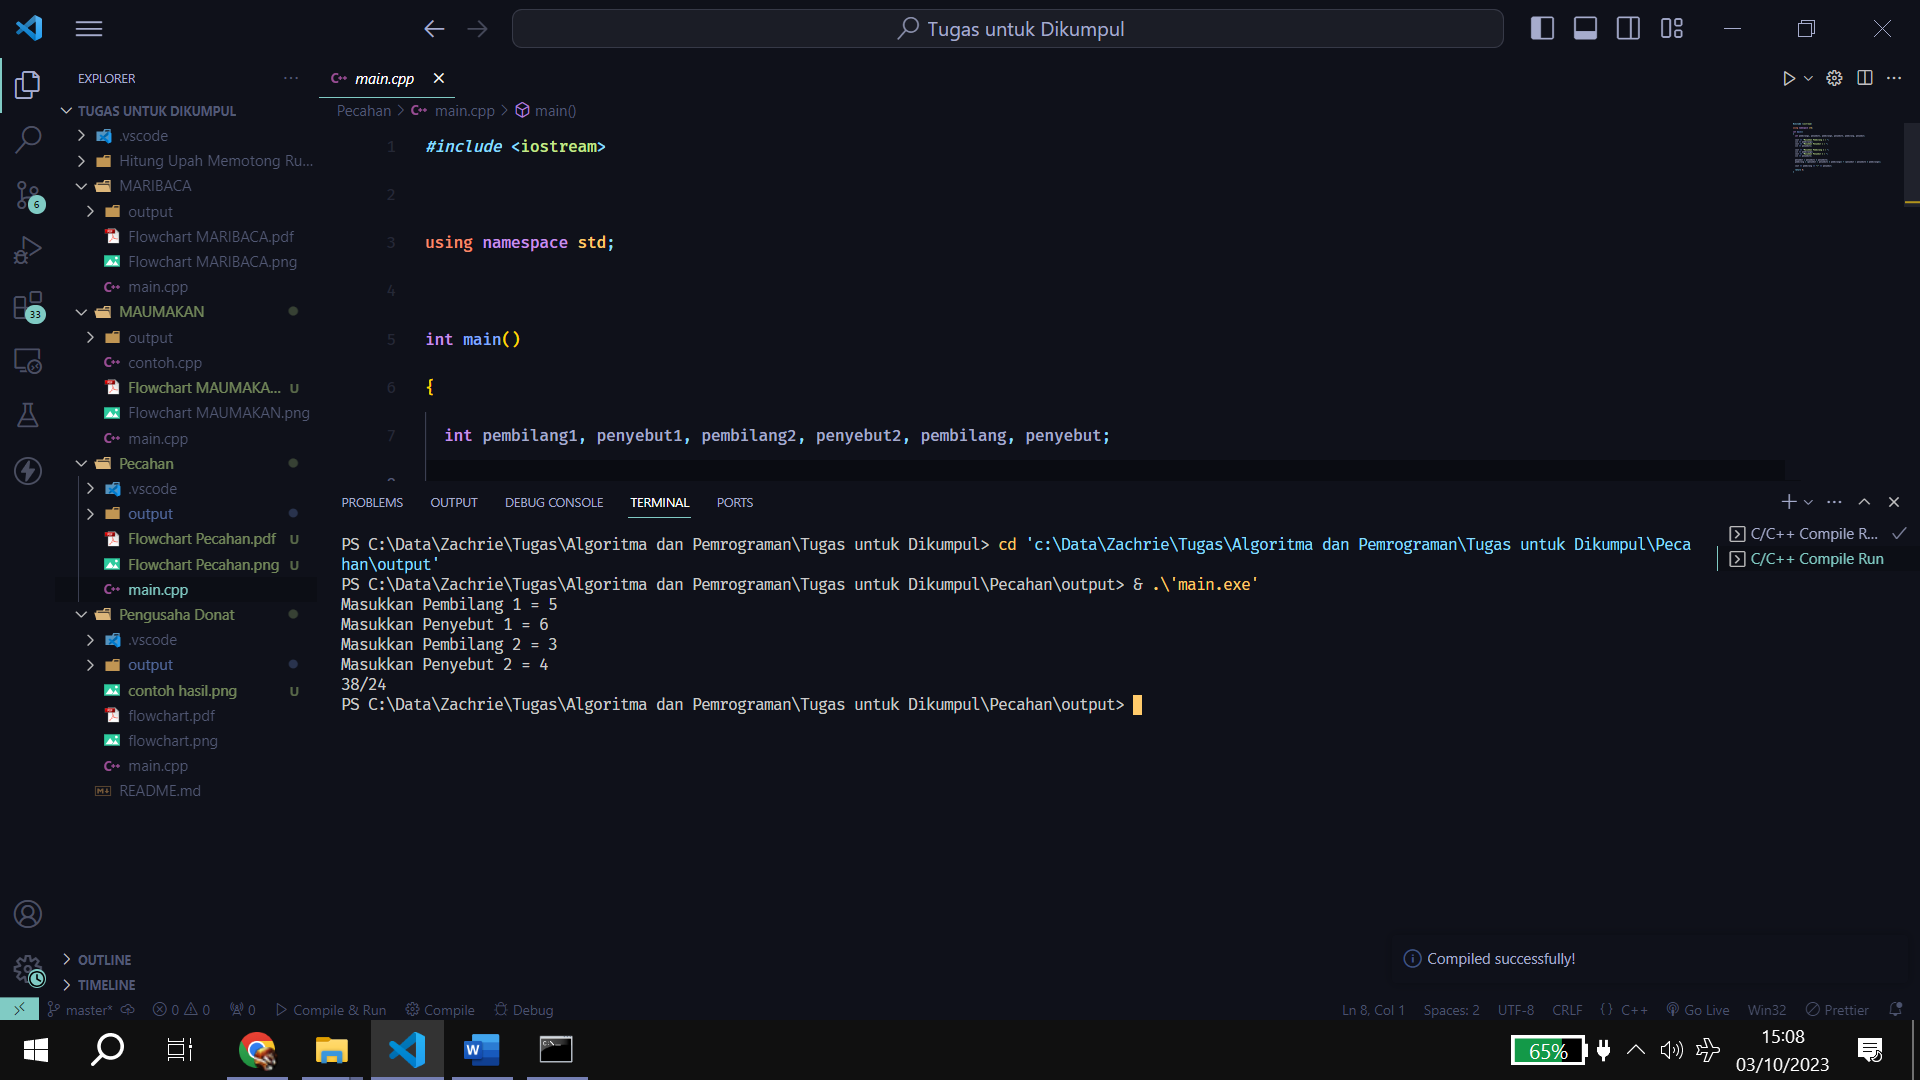 Tugas untuk Dikumpul
EXPLORER
TUGAS UNTUK DIKUMPUL
.vscode
Hitung Upah Memotong Ru...
MARIBACA
output
Flowchart MARIBACA.pdf
Flowchart MARIBACA.png
main.cpp
MAUMAKAN
output
contoh.cpp
Flowchart MAUMAKA... U
Flowchart MAUMAKAN.png
main.cpp
Pecahan
.vscode
output
Flowchart Pecahan.pdf U
Flowchart Pecahan.png U
main.cpp
Pengusaha Donat
.vscode
output
contoh hasil.png U
flowchart.pdf
flowchart.png
main.cpp
README.md
OUTLINE
TIMELINE
6
33
main.cpp
Pecahan > main.cpp > main()
1 #include <iostream>
2
3 using namespace std;
4
5 int main()
6 {
7 int pembilang1, penyebut1, pembilang2, penyebut2, pembilang, penyebut;
PROBLEMS OUTPUT DEBUG CONSOLE TERMINAL PORTS
PS C:\Data\Zachrie\Tugas\Algoritma dan Pemrograman\Tugas untuk Dikumpul> cd 'c:\Data\Zachrie\Tugas\Algoritma dan Pemrograman\Tugas untuk Dikumpul\Peca
han\output'
PS C:\Data\Zachrie\Tugas\Algoritma dan Pemrograman\Tugas untuk Dikumpul\Pecahan\output> & .\'main.exe'
Masukkan Pembilang 1 = 5
Masukkan Penyebut 1 = 6
Masukkan Pembilang 2 = 3
Masukkan Penyebut 2 = 4
38/24
PS C:\Data\Zachrie\Tugas\Algoritma dan Pemrograman\Tugas untuk Dikumpul\Pecahan\output>
C/C++ Compile R...
C/C++ Compile Run
Compiled successfully!
master* 0 0 0 Compile & Run Compile Debug
Ln 8, Col 1 Spaces: 2 UTF-8 CRLF {} C++ Go Live Win32 Prettier
65%
15:08
03/10/2023